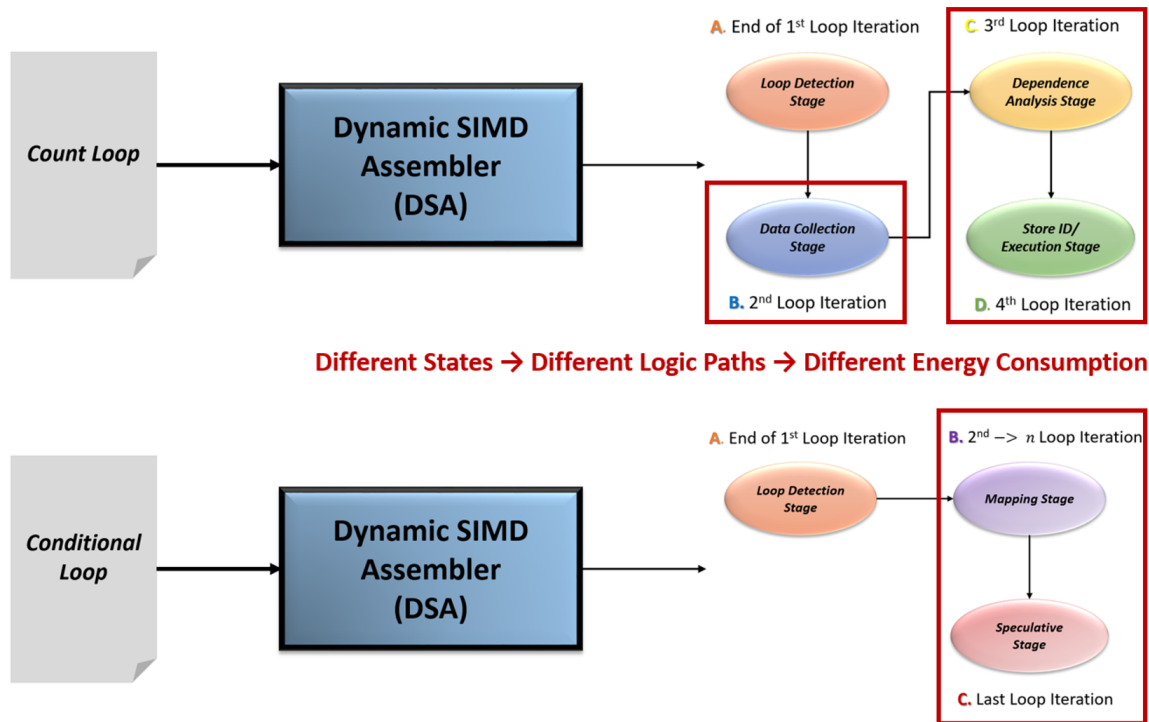 A. End of 1st Loop Iteration
C. 3rd Loop Iteration
Loop Detection
Stage
Dependence
Analysis Stage
Count Loop
Dynamic SIMD
Assembler
(DSA)
Data Collection
Stage
Store ID/
Execution Stage
B. 2nd Loop Iteration
D. 4th Loop Iteration
Different States → Different Logic Paths → Different Energy Consumption
A. End of 1st Loop Iteration
B. 2nd −> n Loop Iteration
Loop Detection
Stage
Mapping Stage
Conditional
Loop
Dynamic SIMD
Assembler
(DSA)
Speculative
Stage
C. Last Loop Iteration